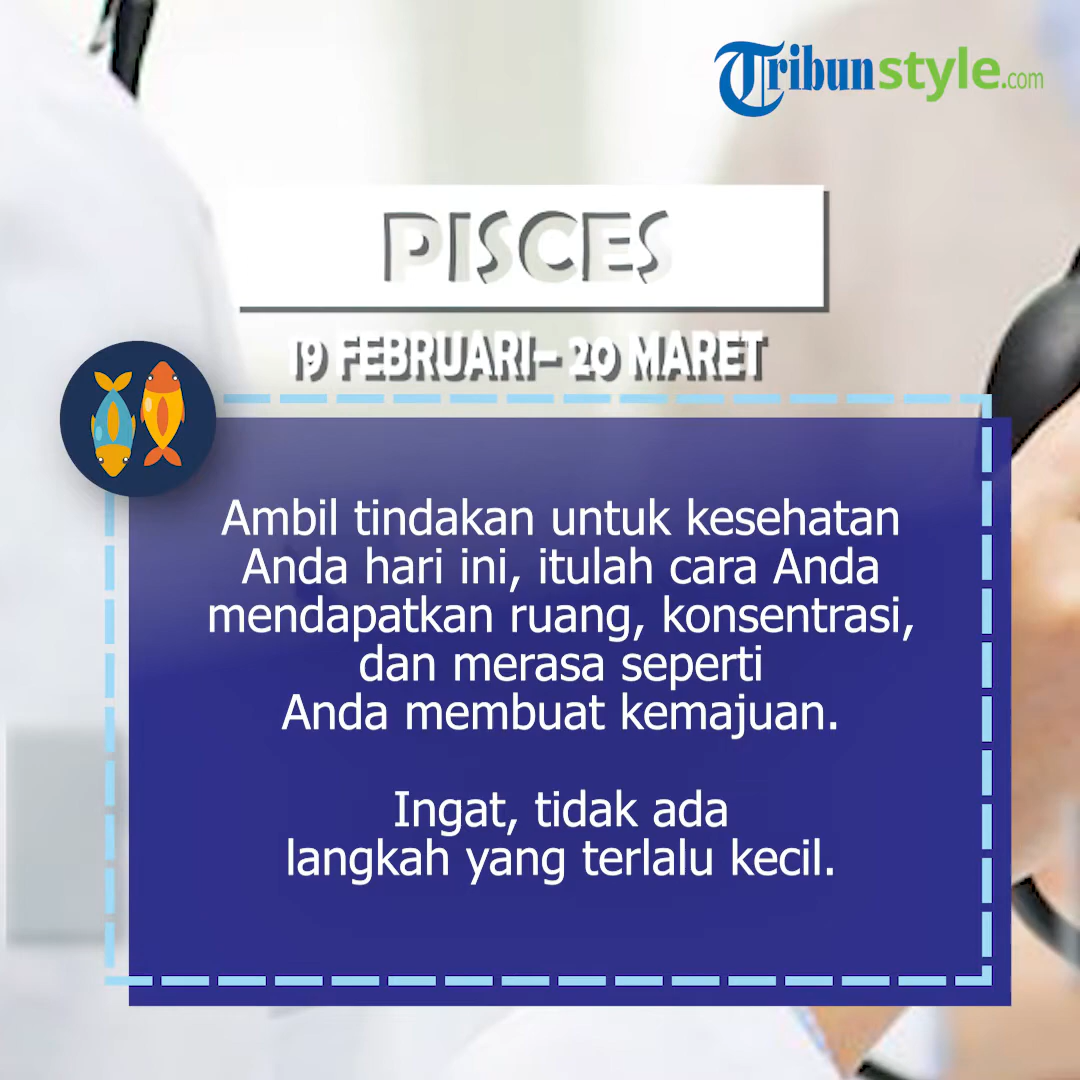 Tribunstyle.com
PISCES
19 FEBRUARI– 20 MARET
Ambil tindakan untuk kesehatan
Anda hari ini, itulah cara Anda
mendapatkan ruang, konsentrasi,
dan merasa seperti
Anda membuat kemajuan.
Ingat, tidak ada
langkah yang terlalu kecil.